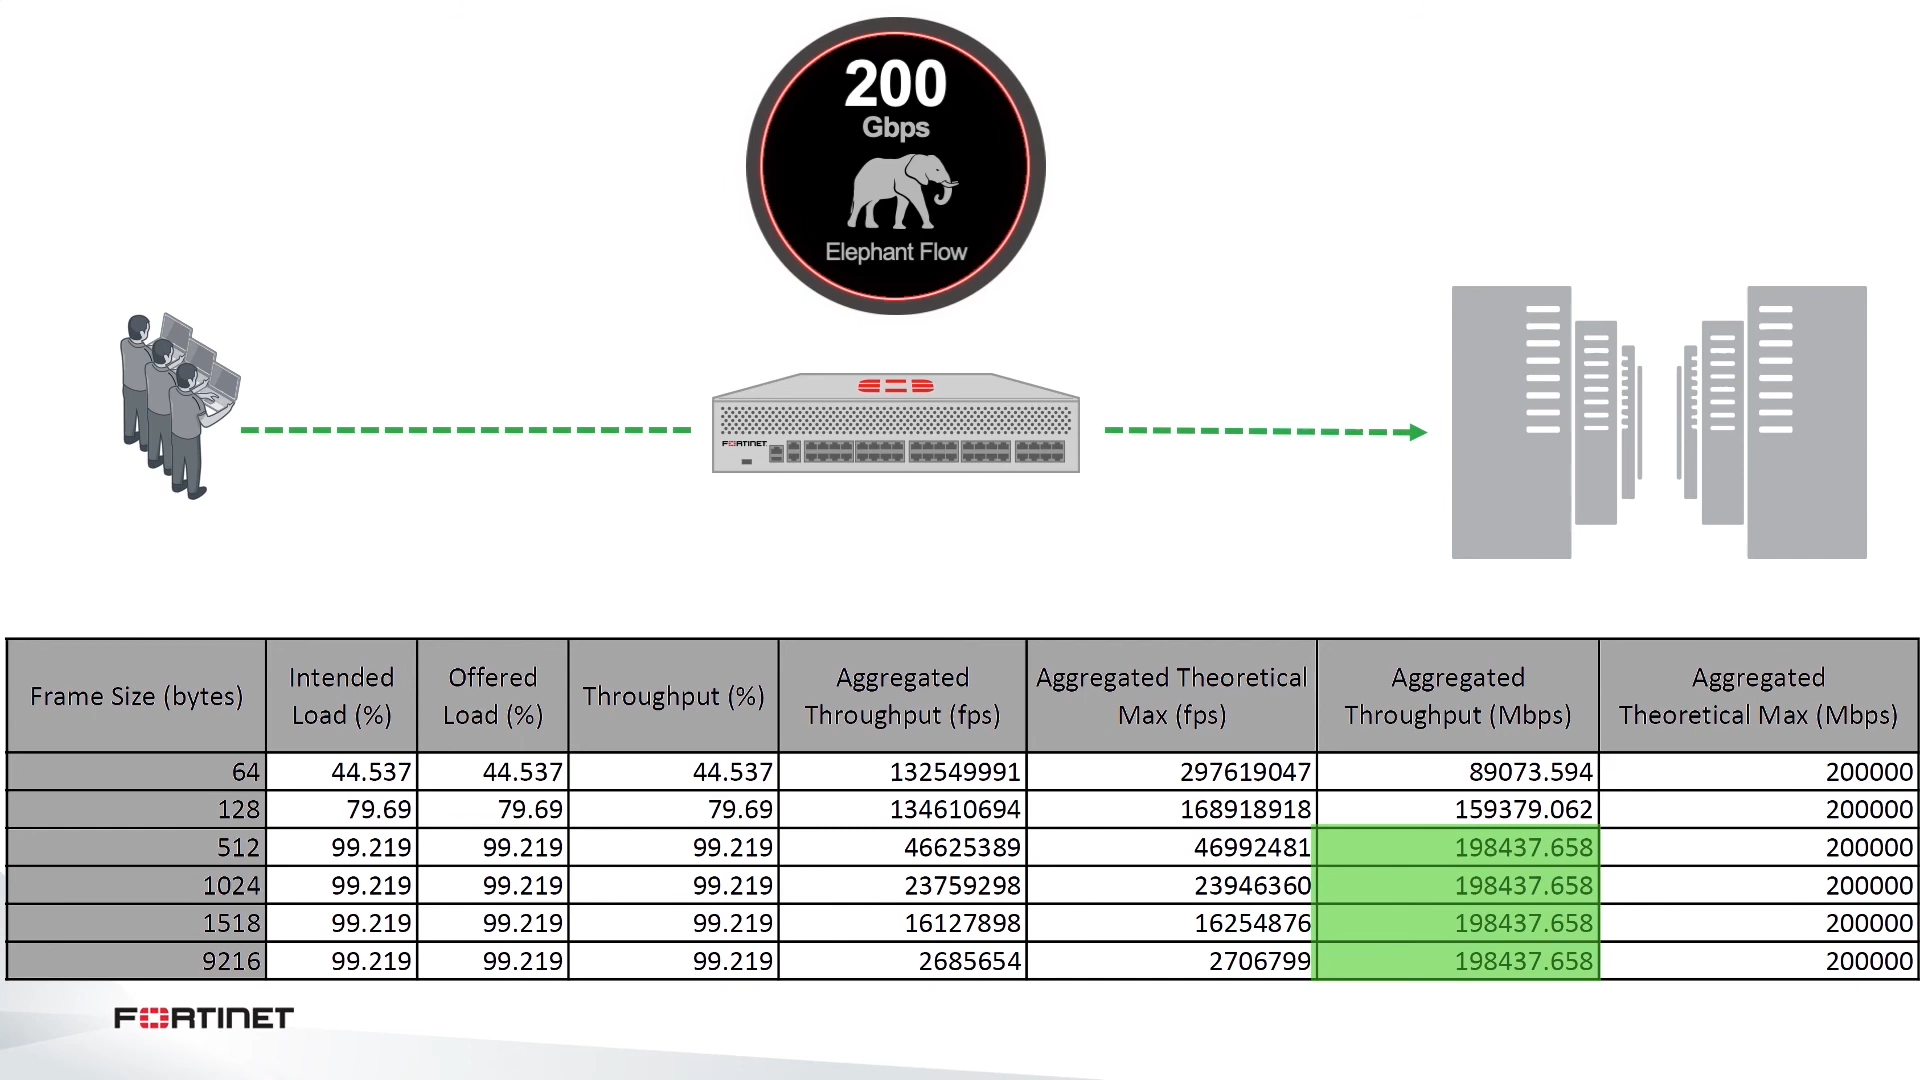 200
Gbps
Elephant Flow
FORTINET
Frame Size (bytes) Intended Load (%) Offered Load (%) Throughput (%) Aggregated Throughput (fps) Aggregated Theoretical Max (fps) Aggregated Throughput (Mbps) Aggregated Theoretical Max (Mbps)
64 44.537 44.537 44.537 132549991 297619047 89073.594 200000
128 79.69 79.69 79.69 134610694 168918918 159379.062 200000
512 99.219 99.219 99.219 46625389 46992481 198437.658 200000
1024 99.219 99.219 99.219 23759298 23946360 198437.658 200000
1518 99.219 99.219 99.219 16127898 16254876 198437.658 200000
9216 99.219 99.219 99.219 2685654 2706799 198437.658 200000
FORTINET